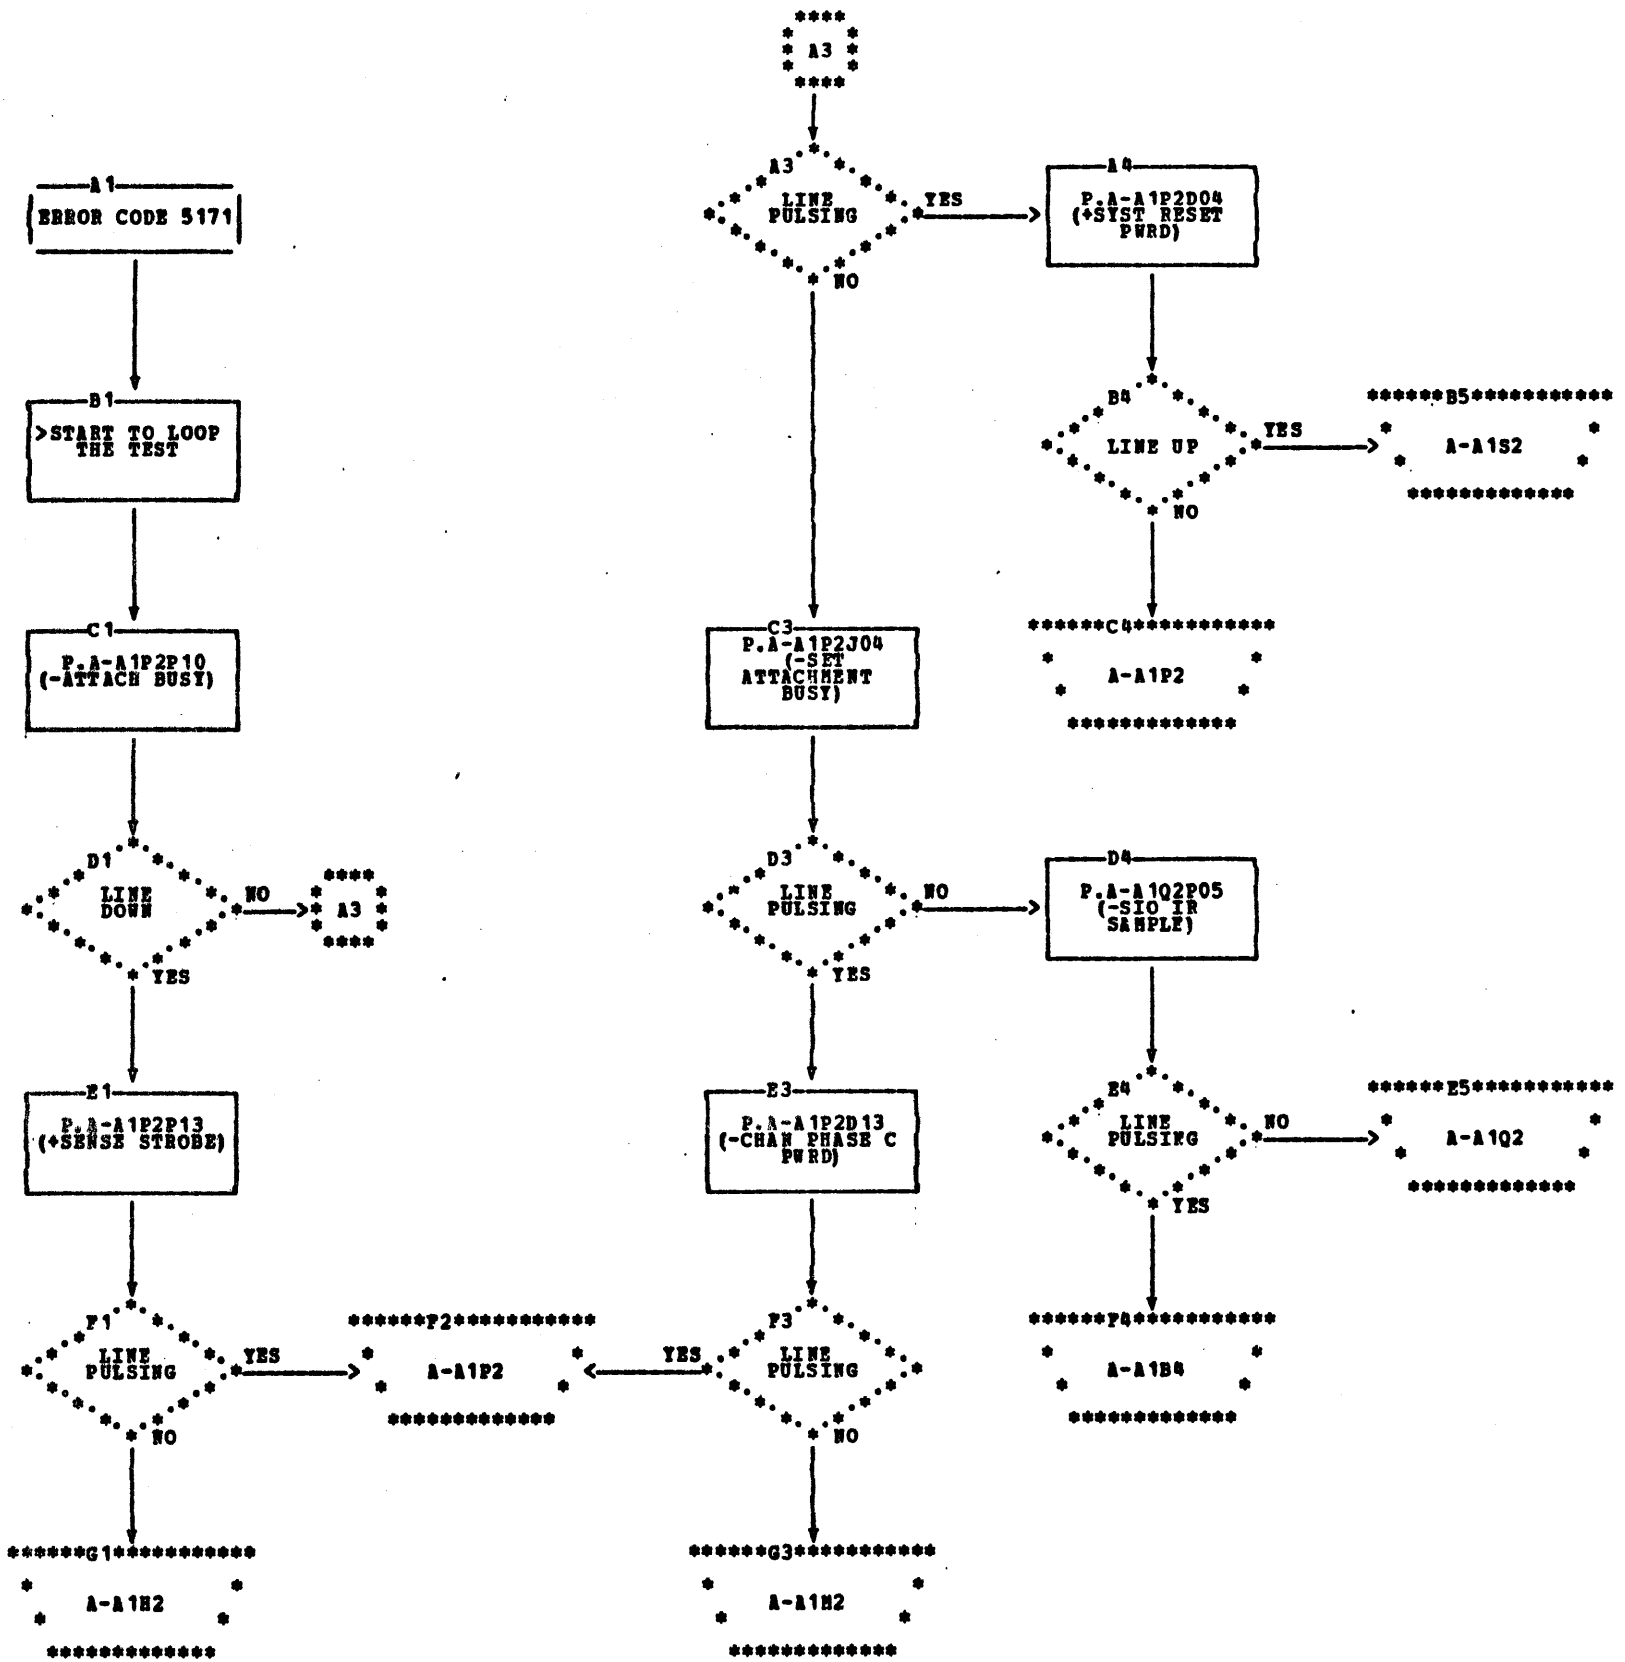 A1
ERROR CODE 5171
B1
>START TO LOOP
THE TEST
C1
P.A-A1P2P10
(-ATTACH BUSY)
D1
LINE
DOWN
NO
A3
YES
E1
P.A-A1P2P13
(+SENSE STROBE)
F1
LINE
PULSING
YES
F2
A-A1P2
NO
G1
A-A1M2
A3
A3
LINE
PULSING
YES
NO
A4
P.A-A1P2D04
(+SYST RESET
PWRD)
B4
LINE UP
YES
B5
A-A1S2
NO
C4
A-A1P2
C3
P.A-A1P2J04
(-SET
ATTACHMENT
BUSY)
D3
LINE
PULSING
NO
YES
D4
P.A-A1Q2P05
(-SIO IR
SAMPLE)
E4
LINE
PULSING
NO
E5
A-A1Q2
YES
F4
A-A1B4
E3
P.A-A1P2D13
(-CHAN PHASE C
PWRD)
F3
LINE
PULSING
YES
NO
G3
A-A1M2